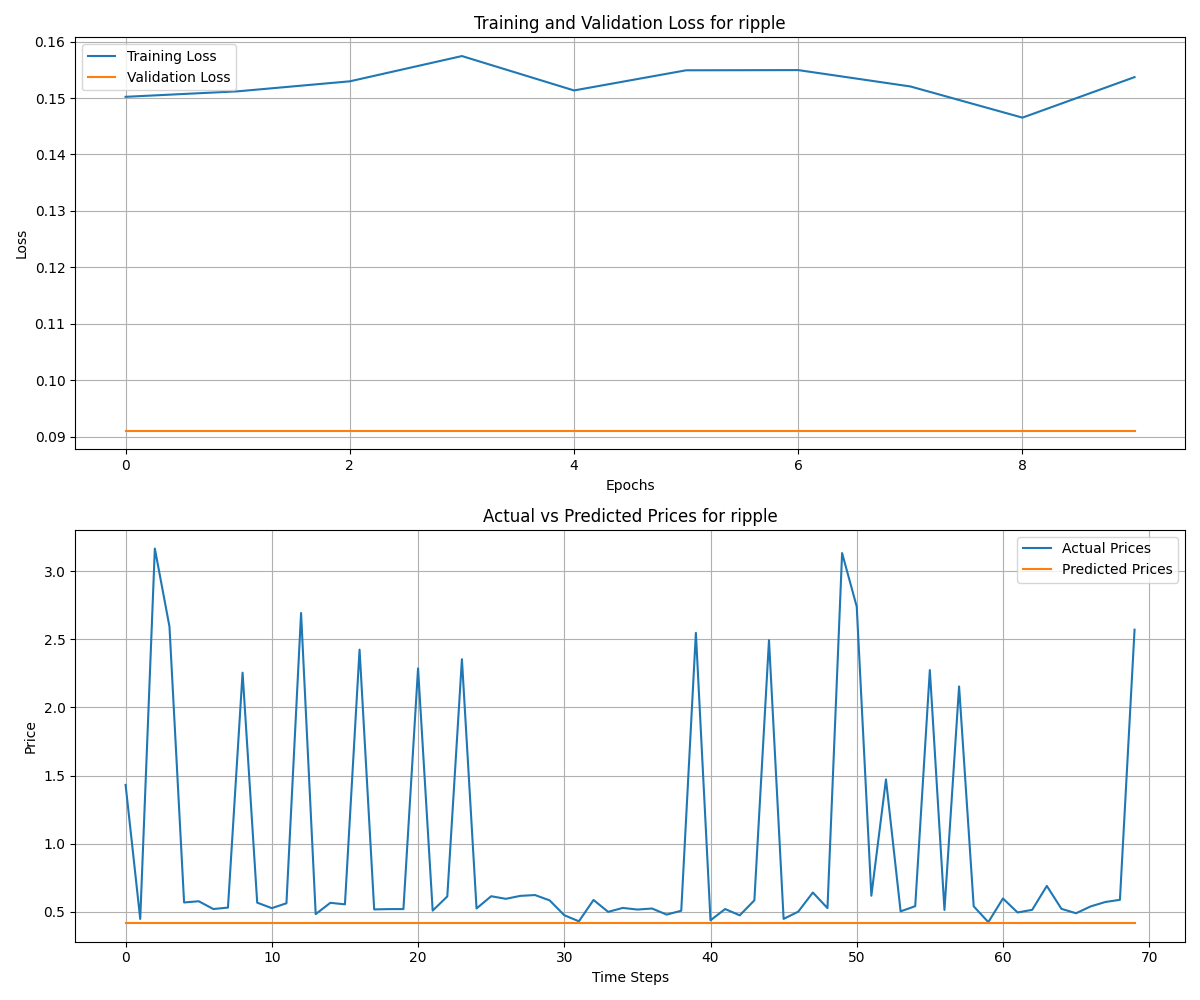 Training and Validation Loss for ripple
Training Loss
Validation Loss
0.16
0.15
0.14
0.13
0.12
0.11
0.10
0.09
Loss
0 2 4 6 8
Epochs
Actual vs Predicted Prices for ripple
Actual Prices
Predicted Prices
3.0
2.5
2.0
1.5
1.0
0.5
Price
0 10 20 30 40 50 60 70
Time Steps